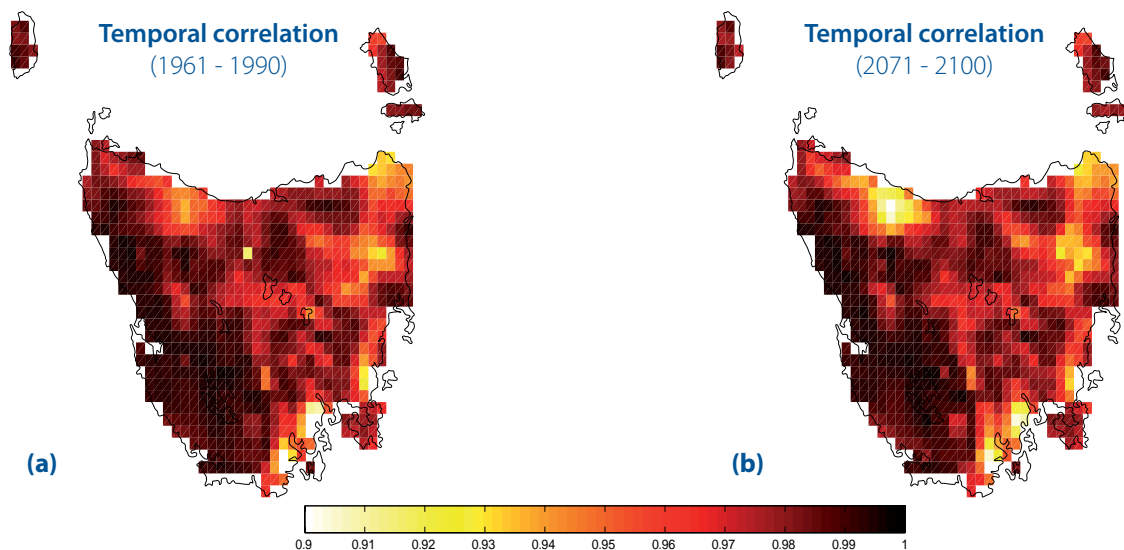 Temporal correlation
(1961 - 1990)
Temporal correlation
(2071 - 2100)
(a)
(b)
0.9 0.91 0.92 0.93 0.94 0.95 0.96 0.97 0.98 0.99 1